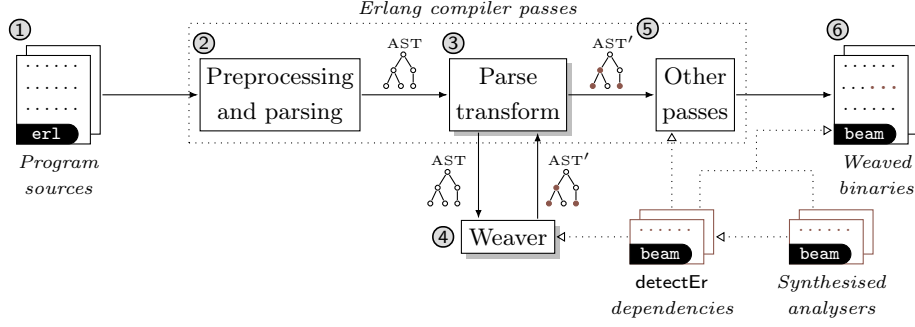 Erlang compiler passes
1
2
3
5
6
AST
AST′
Preprocessing
and parsing
Parse
transform
Other
passes
erl
beam
Program
sources
Weaved
binaries
AST
AST′
4
Weaver
beam
beam
detectEr
dependencies
Synthesised
analysers